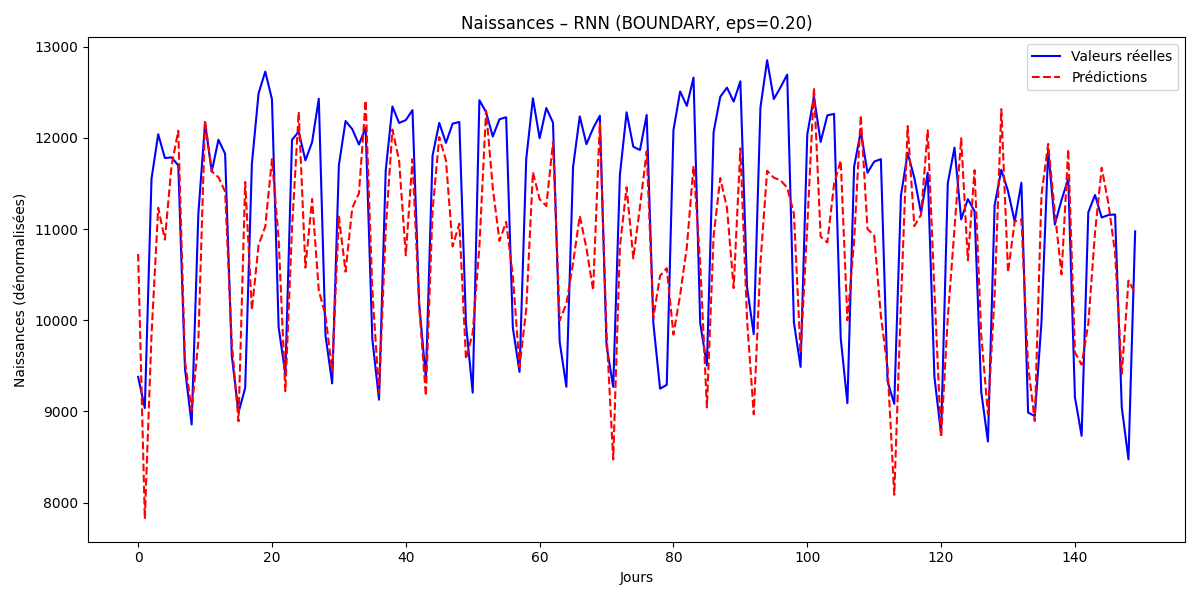 Naissances – RNN (BOUNDARY, eps=0.20)
Valeurs réelles
Prédictions
Naissances (dénormalisées)
13000
12000
11000
10000
9000
8000
0 20 40 60 80 100 120 140
Jours